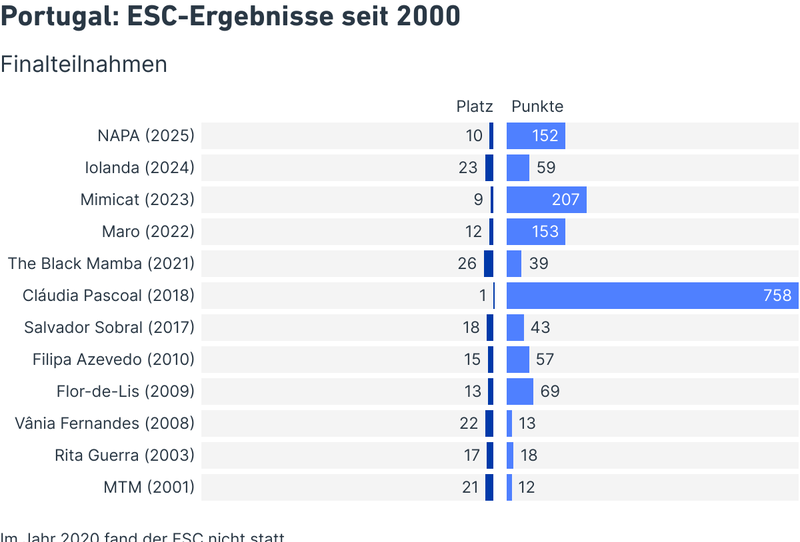 Portugal: ESC-Ergebnisse seit 2000
Finalteilnahmen
Platz Punkte
NAPA (2025) 10 152
Iolanda (2024) 23 59
Mimicat (2023) 9 207
Maro (2022) 12 153
The Black Mamba (2021) 26 39
Cláudia Pascoal (2018) 1 758
Salvador Sobral (2017) 18 43
Filipa Azevedo (2010) 15 57
Flor-de-Lis (2009) 13 69
Vânia Fernandes (2008) 22 13
Rita Guerra (2003) 17 18
MTM (2001) 21 12
Im Jahr 2020 fand der ESC nicht statt